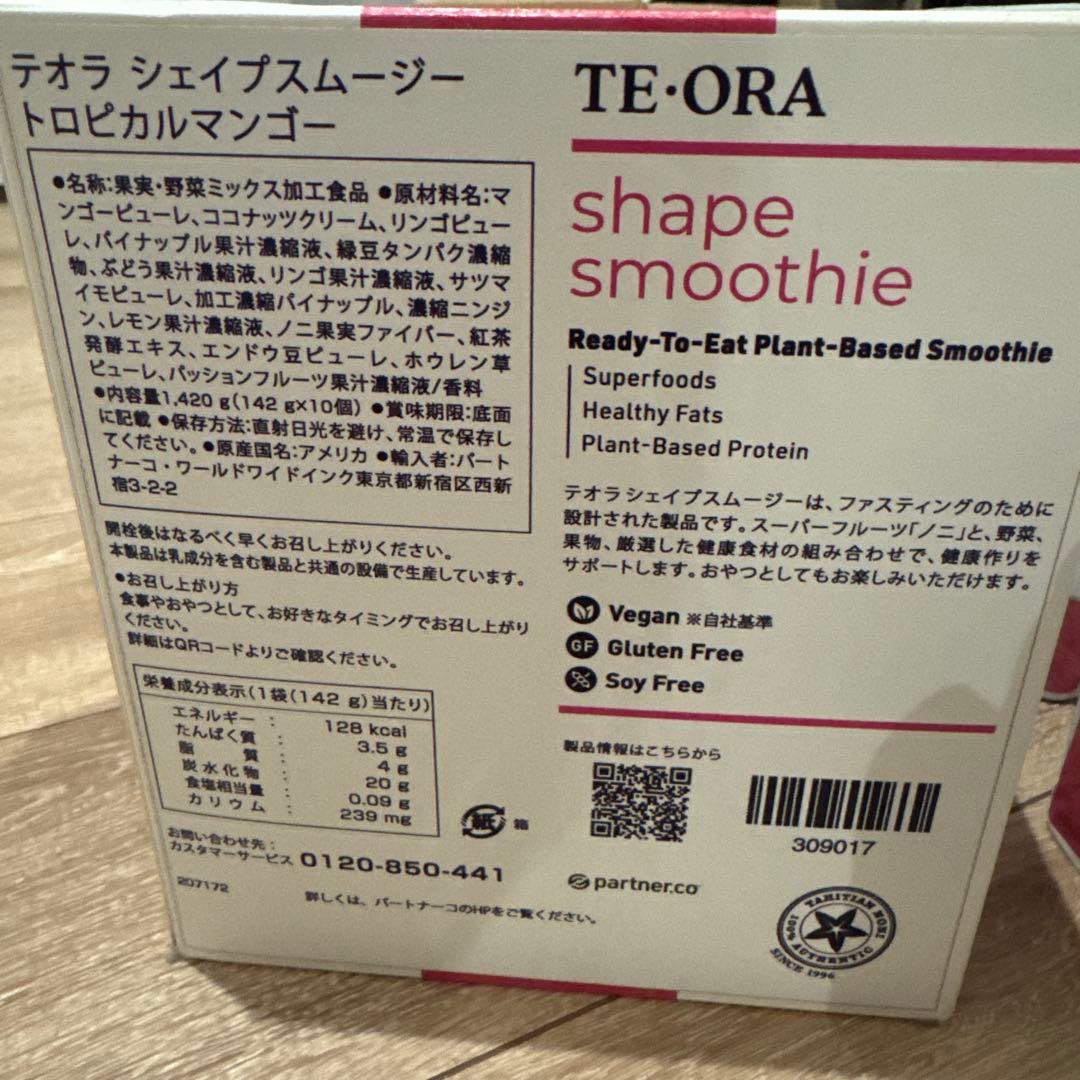 テオラ シェイプスムージー
トロピカルマンゴー
●名称:果実・野菜ミックス加工食品 ●原材料名:マ
ンゴーピューレ、ココナッツクリーム、リンゴピュー
レ、パイナップル果汁濃縮液、緑豆タンパク濃縮
物、ぶどう果汁濃縮液、リンゴ果汁濃縮液、サツマ
イモピューレ、加工濃縮パイナップル、濃縮ニンジ
ン、レモン果汁濃縮液、ノニ果実ファイバー、紅茶
発酵エキス、エンドウ豆ピューレ、ホウレン草
ピューレ、パッションフルーツ果汁濃縮液/香料
●内容量1,420 g(142 g×10個) ●賞味期限:底面
に記載 ●保存方法:直射日光を避け、常温で保存し
てください。●原産国名:アメリカ ●輸入者:パート
ナーコ・ワールドワイドインク東京都新宿区西新
宿3-2-2
開栓後はなるべく早くお召し上がりください。
本製品は乳成分を含む製品と共通の設備で生産しています。
●お召し上がり方
食事やおやつとして、お好きなタイミングでお召し上がり
ください。
詳細はQRコードよりご確認ください。
栄養成分表示(1袋(142 g)当たり)
エネルギー : 128 kcal
たんぱく質 : 3.5 g
脂質 : 4 g
炭水化物 : 20 g
食塩相当量 : 0.09 g
カリウム : 239 mg
紙 箱
お問い合わせ先:
カスタマーサービス 0120-850-441
207172
詳しくは、パートナーコのHPをご覧ください。
TE・ORA
shape
smoothie
Ready-To-Eat Plant-Based Smoothie
Superfoods
Healthy Fats
Plant-Based Protein
テオラシェイプスムージーは、ファスティングのために
設計された製品です。スーパーフルーツ「ノニ」と、野菜、
果物、厳選した健康食材の組み合わせで、健康作りを
サポートします。おやつとしてもお楽しみいただけます。
Vegan ※自社基準
GF Gluten Free
Soy Free
製品情報はこちらから
309017
partner.co
TAHITIAN NONI
100% AUTHENTIC
SINCE 1996